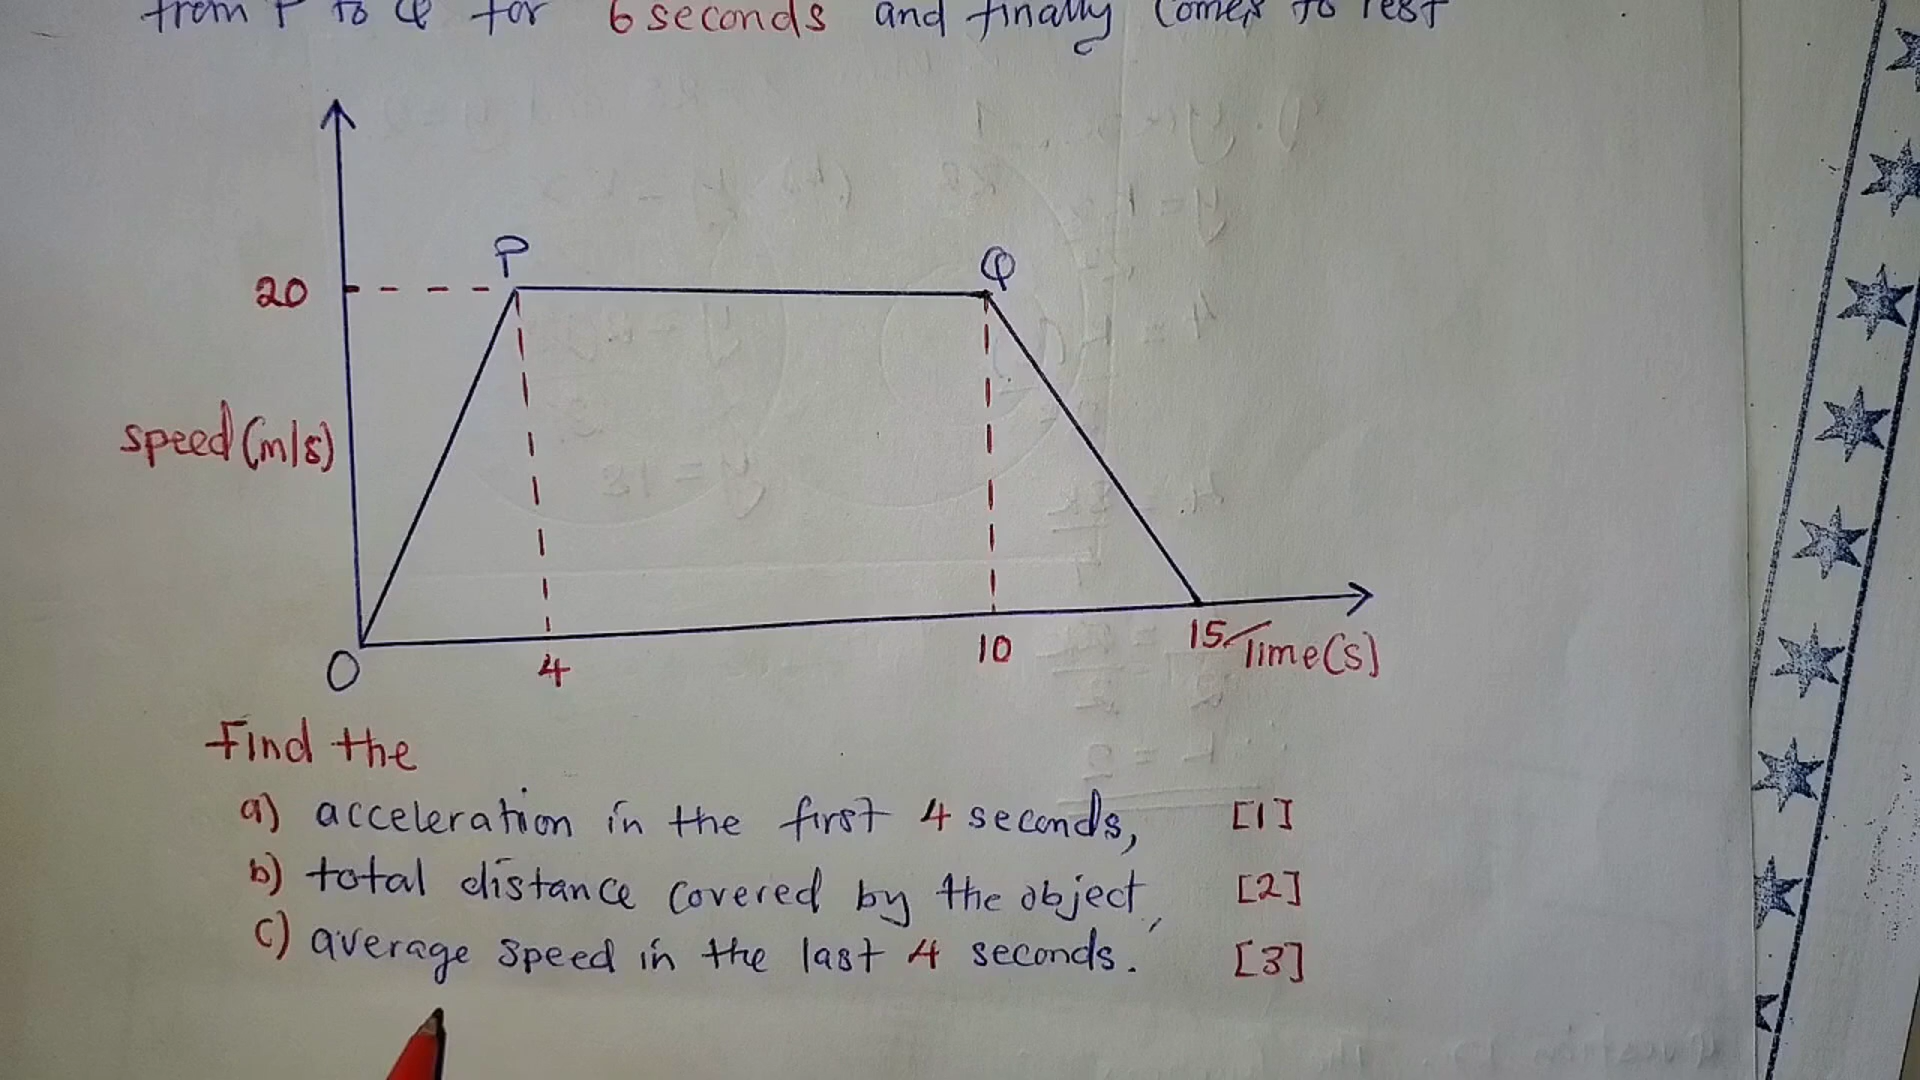 from P to Q for 6 seconds and finally comes to rest
P
Q
20
speed (m/s)
O
4
10
15
Time (s)
Find the
a) acceleration in the first 4 seconds, [1]
b) total distance covered by the object, [2]
c) average speed in the last 4 seconds. [3]